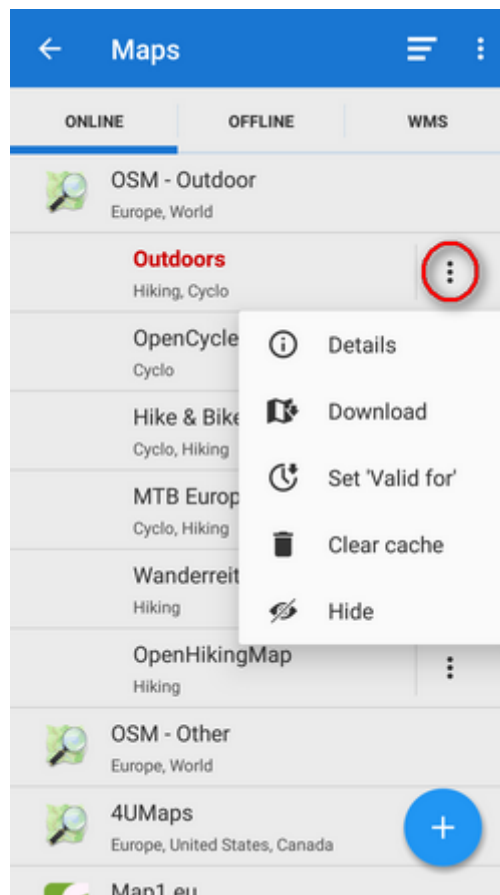 Maps
ONLINE OFFLINE WMS
OSM - Outdoor
Europe, World
Outdoors
Hiking, Cyclo
OpenCycle
Cyclo
Hike & Bike
Cyclo, Hiking
MTB Europ
Cyclo, Hiking
Wanderreit
Hiking
Details
Download
Set 'Valid for'
Clear cache
Hide
OpenHikingMap
Hiking
OSM - Other
Europe, World
4UMaps
Europe, United States, Canada
Map1.eu